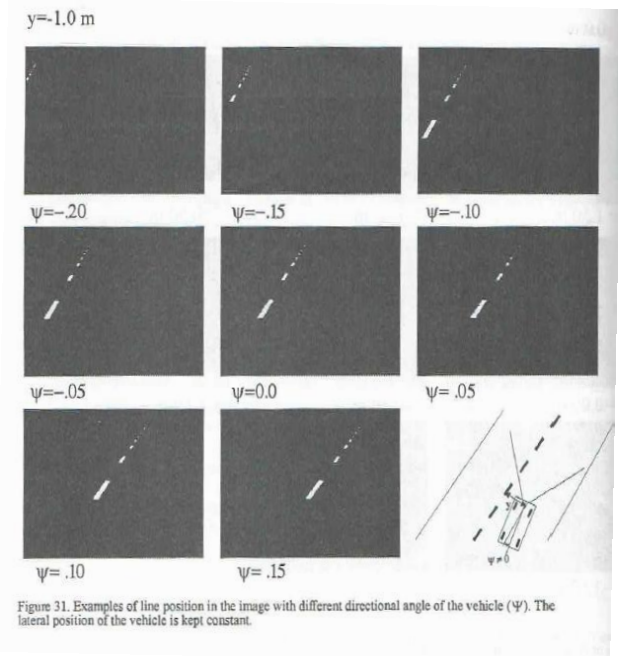 y=-1.0 m
ψ=-.20
ψ=-.15
ψ=-.10
ψ=-.05
ψ=0.0
ψ= .05
ψ≠0
ψ= .10
ψ= .15
Figure 31. Examples of line position in the image with different directional angle of the vehicle (Ψ). The
lateral position of the vehicle is kept constant.